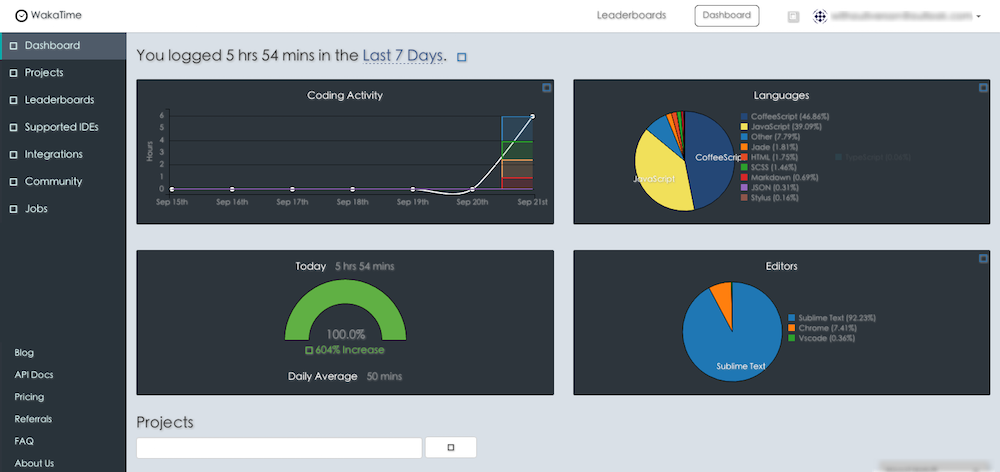 WakaTime
Leaderboards
Dashboard
Dashboard
Projects
Leaderboards
Supported IDEs
Integrations
Community
Jobs
Blog
API Docs
Pricing
Referrals
FAQ
About Us
You logged 5 hrs 54 mins in the Last 7 Days.
Coding Activity
Hours
6
5
4
3
2
1
0
Sep 15th Sep 16th Sep 17th Sep 18th Sep 19th Sep 20th Sep 21st
Languages
CoffeeScript
JavaScript
CoffeeScript (46.86%)
JavaScript (39.09%)
Other (7.79%)
Jade (1.81%)
HTML (1.75%)
SCSS (1.46%)
Markdown (0.69%)
JSON (0.31%)
Stylus (0.16%)
Today 5 hrs 54 mins
100.0%
604% Increase
Daily Average 50 mins
Editors
Sublime Text
Sublime Text (92.23%)
Chrome (7.41%)
Vscode (0.36%)
Projects